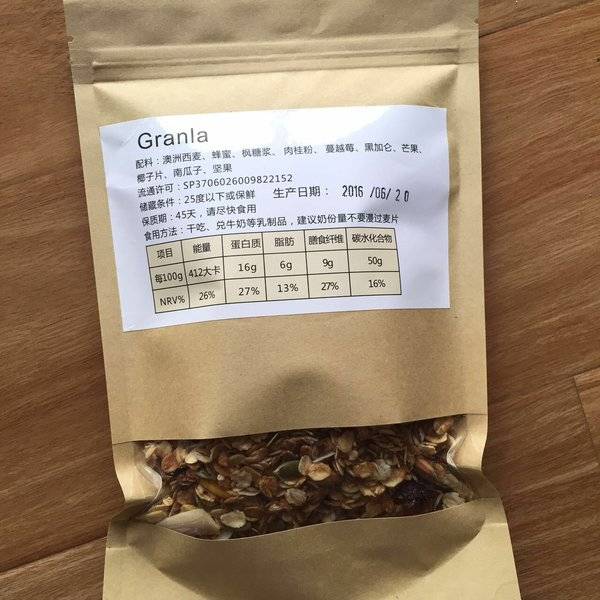 Granla
配料：澳洲西麦、蜂蜜、枫糖浆、肉桂粉、蔓越莓、黑加仑、芒果、
椰子片、南瓜子、坚果
流通许可：SP3706026009822152
储藏条件：25度以下或保鲜 生产日期： 2016 /06/ 20
保质期：45天，请尽快食用
食用方法：干吃、兑牛奶等乳制品，建议奶份量不要漫过麦片
项目 能量 蛋白质 脂肪 膳食纤维 碳水化合物
每100g 412大卡 16g 6g 9g 50g
NRV% 26% 27% 13% 27% 16%